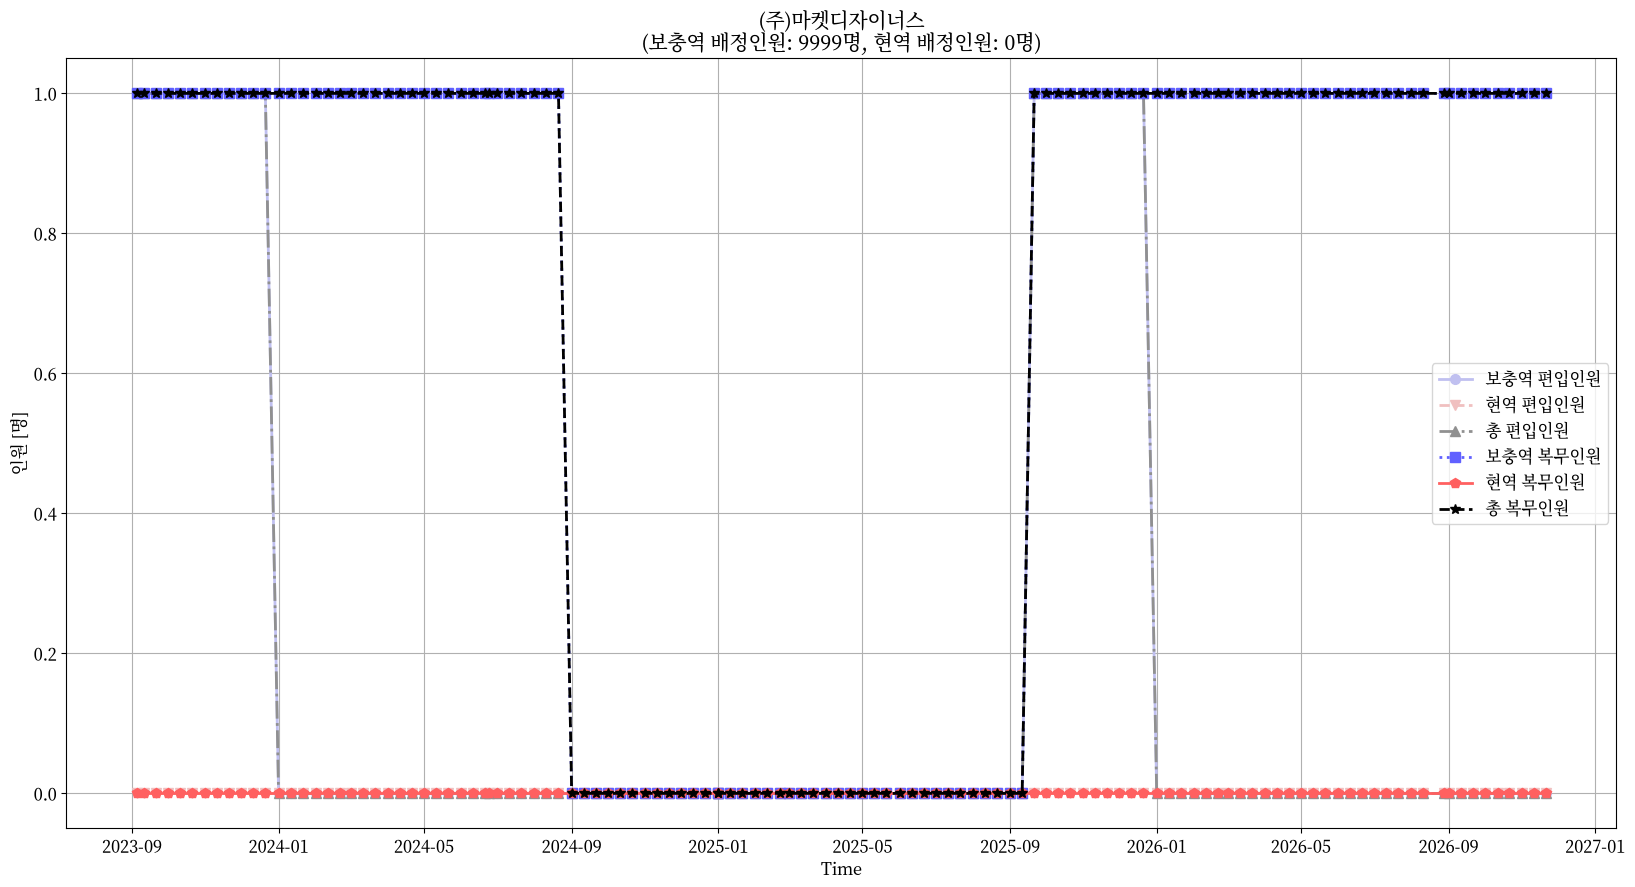 (주)마켓디자이너스
(보충역 배정인원: 9999명, 현역 배정인원: 0명)
인원 [명]
1.0
0.8
0.6
0.4
0.2
0.0
보충역 편입인원
현역 편입인원
총 편입인원
보충역 복무인원
현역 복무인원
총 복무인원
2023-09 2024-01 2024-05 2024-09 2025-01 2025-05 2025-09 2026-01 2026-05 2026-09 2027-01
Time